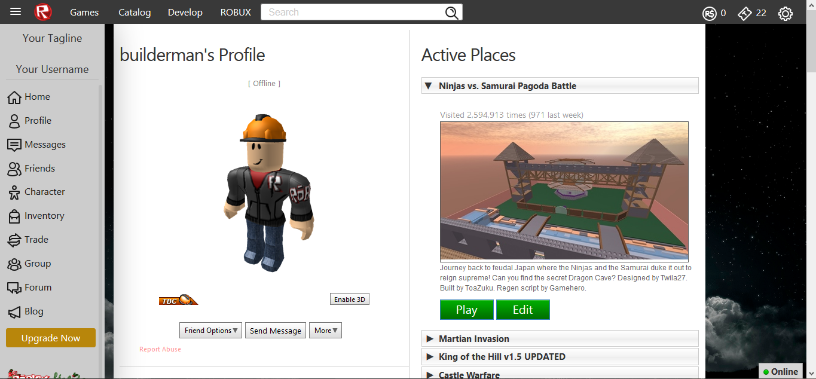 Games Catalog Develop ROBUX Search 0 22
Your Tagline
Your Username
Home
Profile
Messages
Friends
Character
Inventory
Trade
Group
Forum
Blog
Upgrade Now
builderman's Profile
[ Offline ]
TBC
Enable 3D
Friend Options▼ Send Message More▼
Report Abuse
Active Places
▼ Ninjas vs. Samurai Pagoda Battle
Visited 2,594,913 times (971 last week)
Journey back to feudal Japan where the Ninjas and the Samurai duke it out to
reign supreme! Can you find the secret Dragon Cave? Designed by Twila27.
Built by ToaZuku. Regen script by Gamehero.
Play Edit
▶ Martian Invasion
▶ King of the Hill v1.5 UPDATED
▶ Castle Warfare
Online